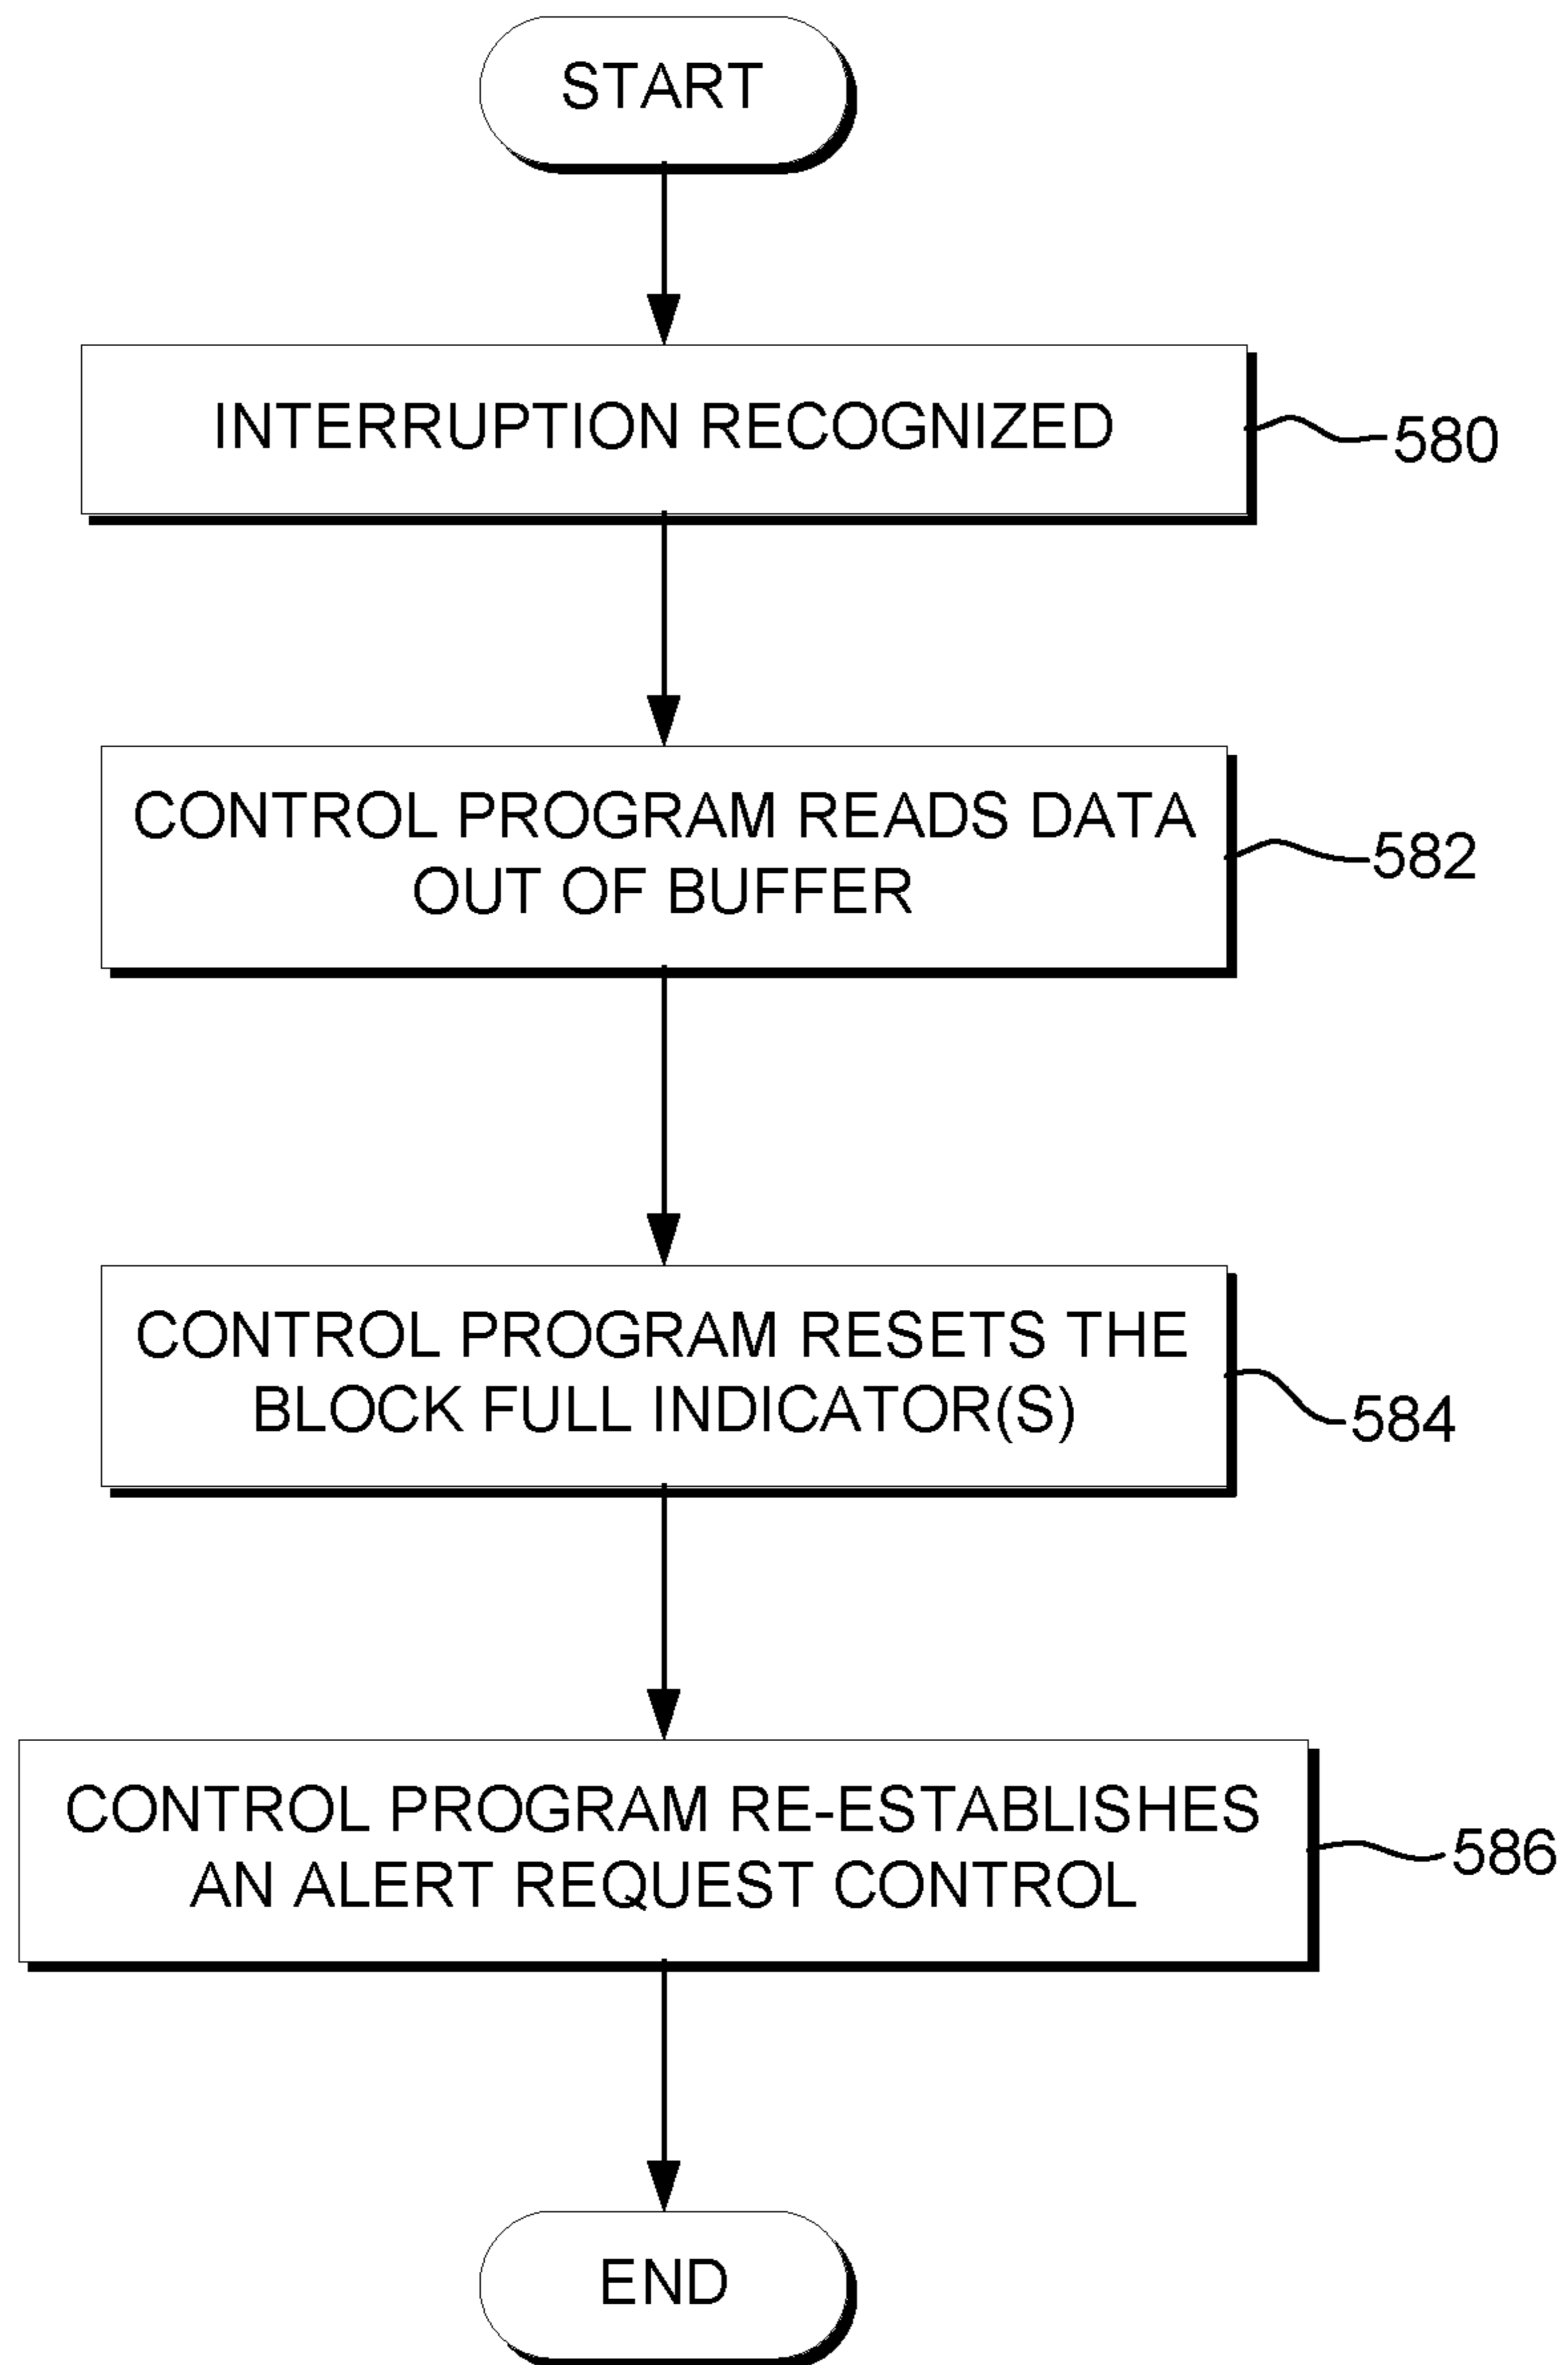 START
INTERRUPTION RECOGNIZED
580
CONTROL PROGRAM READS DATA
OUT OF BUFFER
582
CONTROL PROGRAM RESETS THE
BLOCK FULL INDICATOR(S)
584
CONTROL PROGRAM RE-ESTABLISHES
AN ALERT REQUEST CONTROL
586
END